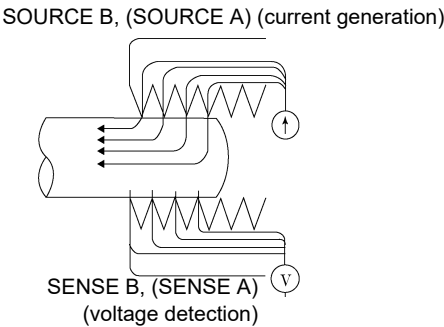 SOURCE B, (SOURCE A) (current generation)
V
SENSE B, (SENSE A)
(voltage detection)